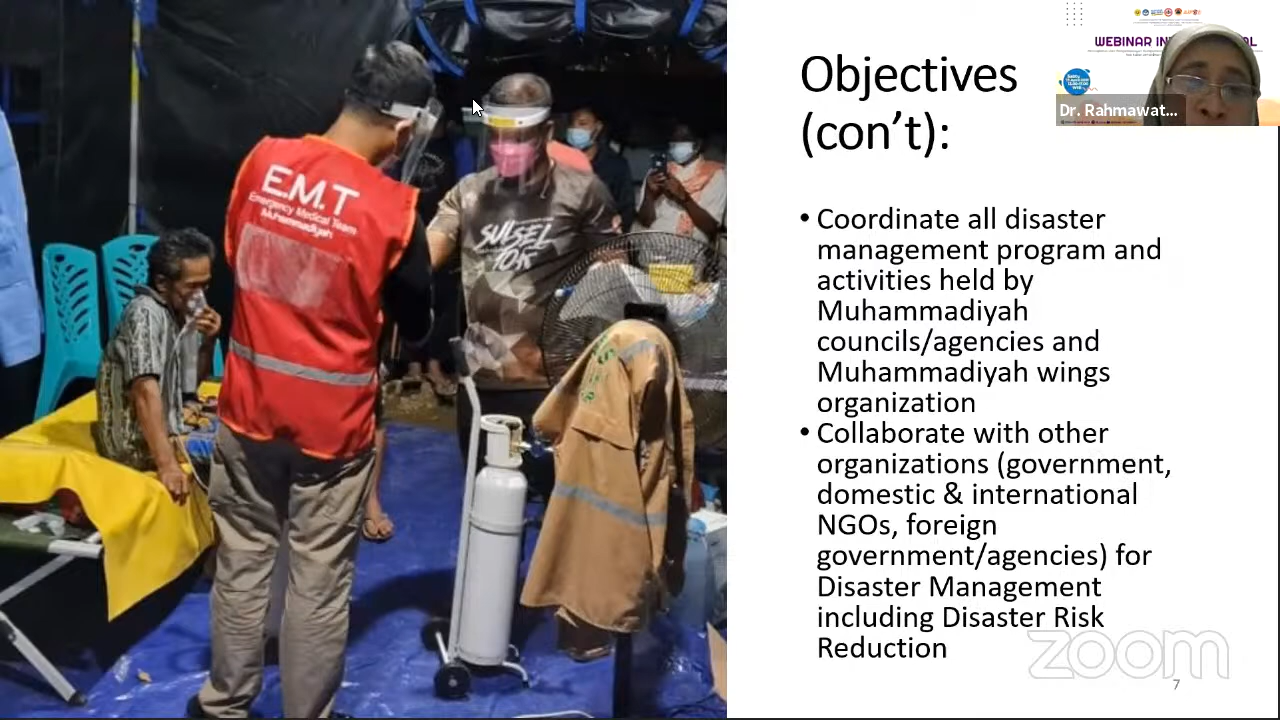 WEBINAR IN
OL
Objectives
(con't):
Dr. Rahmawat...
E.M.T
Emergency Medical Team
Muhammadiyah
SULSEL
10K
• Coordinate all disaster
management program and
activities held by
Muhammadiyah
councils/agencies and
Muhammadiyah wings
organization
• Collaborate with other
organizations (government,
domestic & international
NGOs, foreign
government/agencies) for
Disaster Management
including Disaster Risk
Reduction
zoom
7